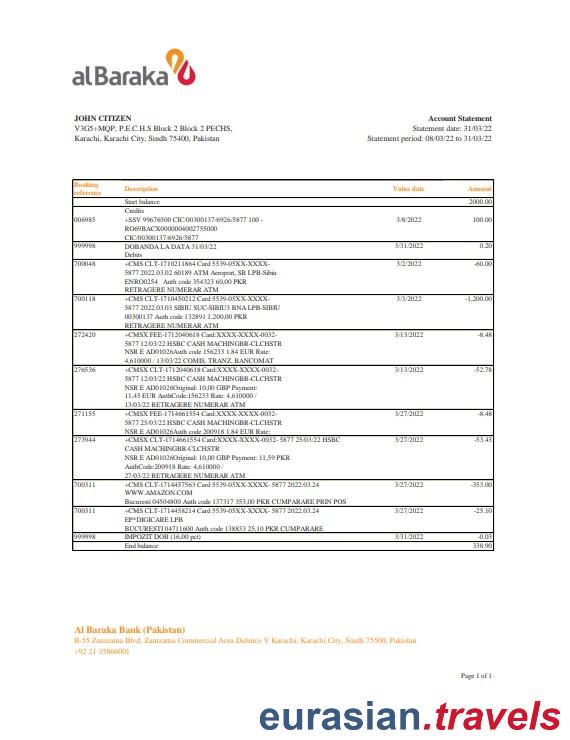 al Baraka
JOHN CITIZEN
V3G5+MQP, P.E.C.H.S Block 2 Block 2 PECHS,
Karachi, Karachi City, Sindh 75400, Pakistan
Account Statement
Statement date: 31/03/22
Statement period: 08/03/22 to 31/03/22
Booking reference Description Value date Amount
Start balance 2000.00
Credits
006985 +SSV 99676500 CIC/00300137/6926/5877 100 - 3/8/2022 100.00
RO69BACX0000004002755000
CIC/00300137/6926/5877
999998 DOBANDA LA DATA 31/03/22 3/31/2022 0.20
Debits
700048 +CMS CLT-1710211864 Card 5539-05XX-XXXX- 3/2/2022 -60.00
5877 2022.03.02 60189 ATM Aeroport, SB LPB-Sibiu
ENRO0254 Auth code 354323 60,00 PKR
RETRAGERE NUMERAR ATM
700118 +CMS CLT-1710450212 Card 5539-05XX-XXXX- 3/3/2022 -1,200.00
5877 2022.03.03 SIBIU SUC-SIBIU3 BNA LPB-SIBIU
00300137 Auth code 132891 1.200,00 PKR
RETRAGERE NUMERAR ATM
272420 +CMSX FEE-1712040618 Card:XXXX-XXXX-0032- 3/13/2022 -8.48
5877 12/03/22 HSBC CASH MACHINGBR-CLCHSTR
NSR E AD01026Auth code 156233 1.84 EUR Rate:
4,610000 / 13/03/22 COMIS. TRANZ. BANCOMAT
276536 +CMSX CLT-1712040618 Card:XXXX-XXXX-0032- 3/13/2022 -52.78
5877 12/03/22 HSBC CASH MACHINGBR-CLCHSTR
NSR E AD01026Original: 10,00 GBP Payment:
11,45 EUR AuthCode:156233 Rate: 4,610000 /
13/03/22 RETRAGERE NUMERAR ATM
271155 +CMSX FEE-1714661554 Card:XXXX-XXXX-0032- 3/27/2022 -8.48
5877 25/03/22 HSBC CASH MACHINGBR-CLCHSTR
NSR E AD01026Auth code 200918 1.84 EUR Rate:
273944 +CMSX CLT-1714661554 Card:XXXX-XXXX-0032- 5877 25/03/22 HSBC 3/27/2022 -53.43
CASH MACHINGBR-CLCHSTR
NSR E AD01026Original: 10,00 GBP Payment: 11,59 PKR
AuthCode:200918 Rate: 4,610000 /
27/03/22 RETRAGERE NUMERAR ATM
700311 +CMS CLT-1714457563 Card 5539-05XX-XXXX- 5877 2022.03.24 3/27/2022 -353.00
WWW.AMAZON.COM
Bucuresti 04504800 Auth code 137317 353,00 PKR CUMPARARE PRIN POS
700311 +CMS CLT-1714458214 Card 5539-05XX-XXXX- 5877 2022.03.24 3/27/2022 -25.10
EP*DIGICARE LPB
BUCURESTI 04711600 Auth code 138833 25,10 PKR CUMPARARE
999998 IMPOZIT DOB (16,00 pct) 3/31/2022 -0.03
End balance 338.90
Al Baraka Bank (Pakistan)
B-55 Zamzama Blvd, Zamzama Commercial Area Defence V Karachi, Karachi City, Sindh 75500, Pakistan
+92 21 35866001
Page 1 of 1
eurasian.travels